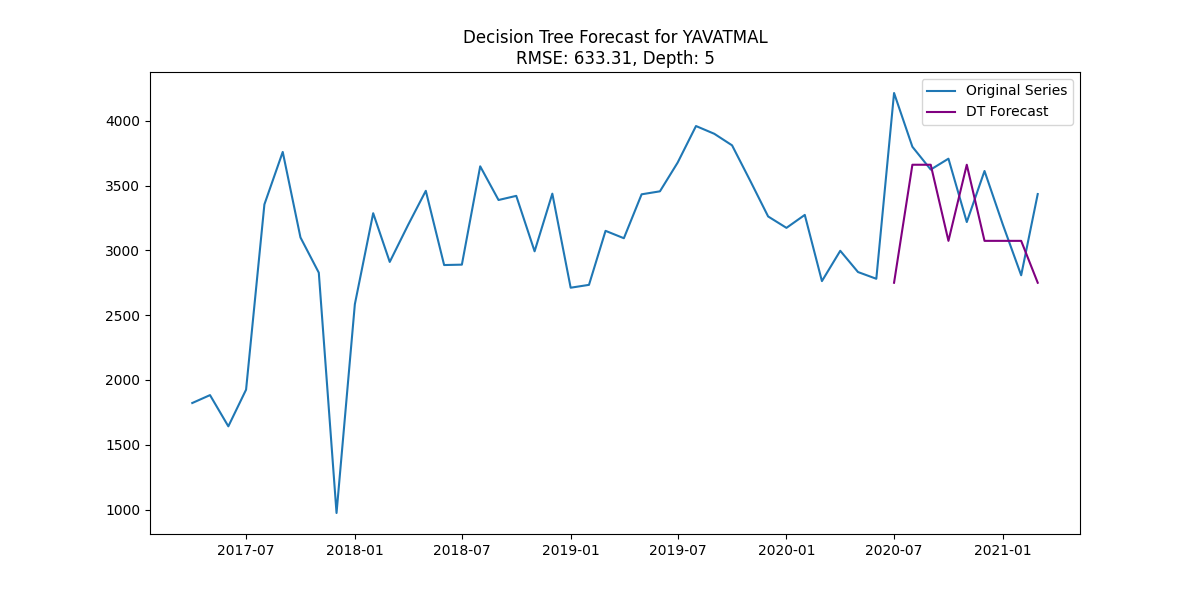 Decision Tree Forecast for YAVATMAL
RMSE: 633.31, Depth: 5
Original Series
DT Forecast
4000
3500
3000
2500
2000
1500
1000
2017-07 2018-01 2018-07 2019-01 2019-07 2020-01 2020-07 2021-01